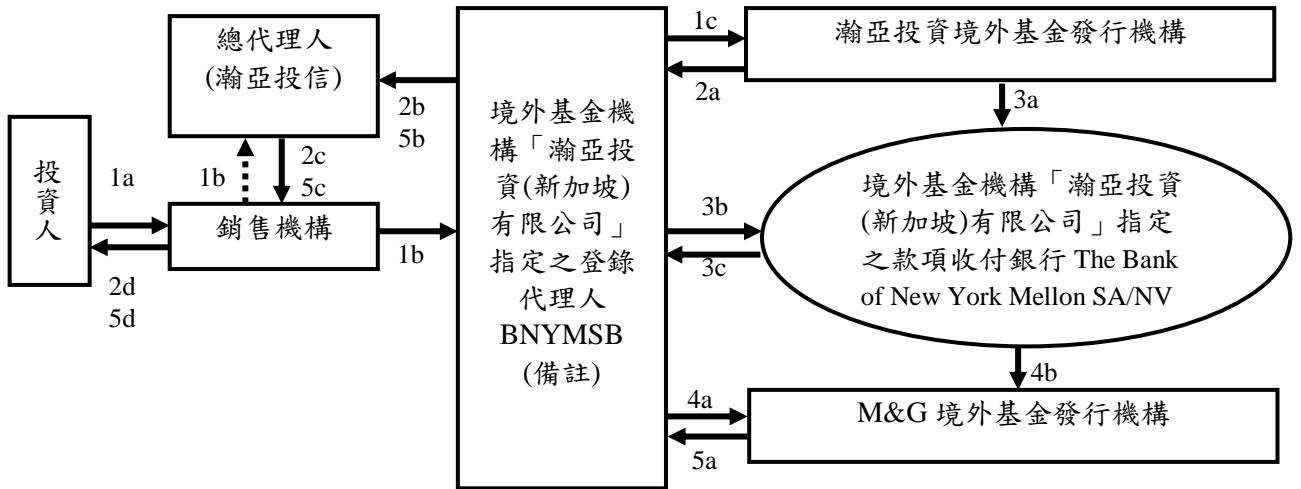 投
資
人
1a
2d
5d
總代理人
(瀚亞投信)
1b
2c
5c
銷售機構
2b
5b
1b
境外基金機
構「瀚亞投
資(新加坡)
有限公司」
指定之登錄
代理人
BNYMSB
(備註)
1c
2a
瀚亞投資境外基金發行機構
3a
3b
3c
境外基金機構「瀚亞投資
(新加坡)有限公司」指定
之款項收付銀行 The Bank
of New York Mellon SA/NV
4b
4a
5a
M&G 境外基金發行機構